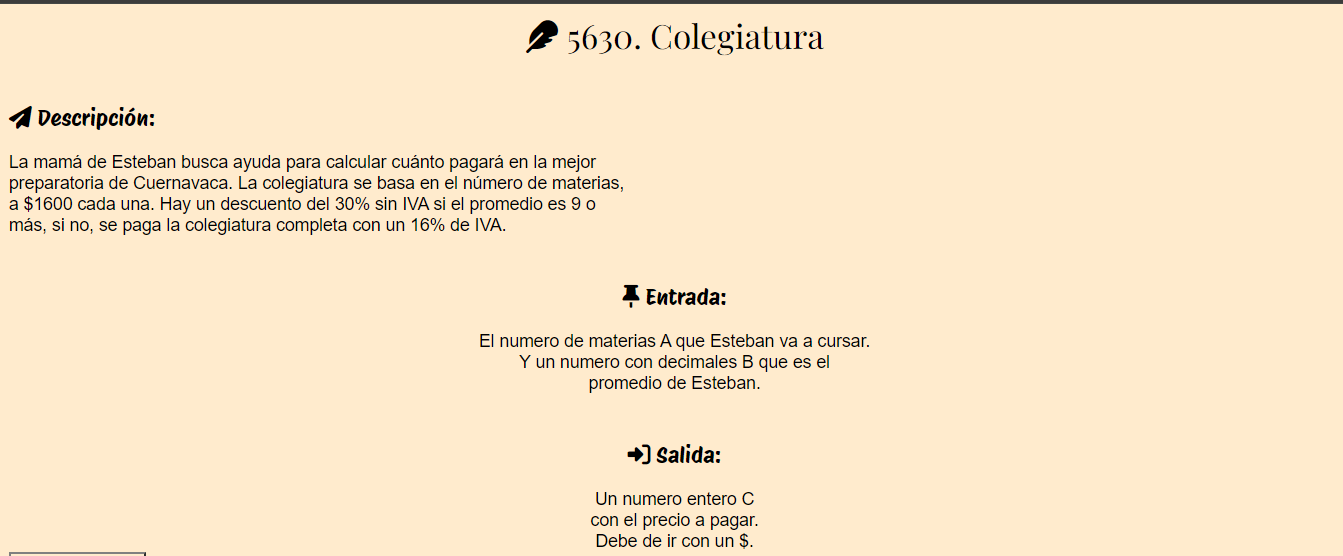 5630. Colegiatura
Descripción:
La mamá de Esteban busca ayuda para calcular cuánto pagará en la mejor
preparatoria de Cuernavaca. La colegiatura se basa en el número de materias,
a $1600 cada una. Hay un descuento del 30% sin IVA si el promedio es 9 o
más, si no, se paga la colegiatura completa con un 16% de IVA.
Entrada:
El numero de materias A que Esteban va a cursar.
Y un numero con decimales B que es el
promedio de Esteban.
Salida:
Un numero entero C
con el precio a pagar.
Debe de ir con un $.